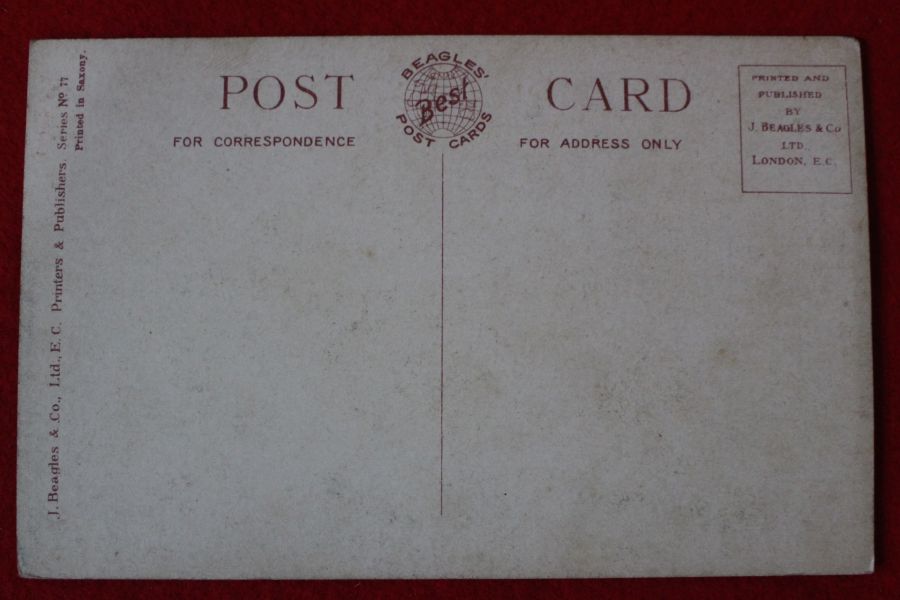 POST CARD
BEAGLES'
Best
POST CARDS
FOR CORRESPONDENCE
FOR ADDRESS ONLY
PRINTED AND
PUBLISHED
BY
J. BEAGLES & Co
LTD.,
LONDON, E.C.
J. Beagles & Co., Ltd., E. C. Printers & Publishers. Series Nº 77
Printed in Saxony.